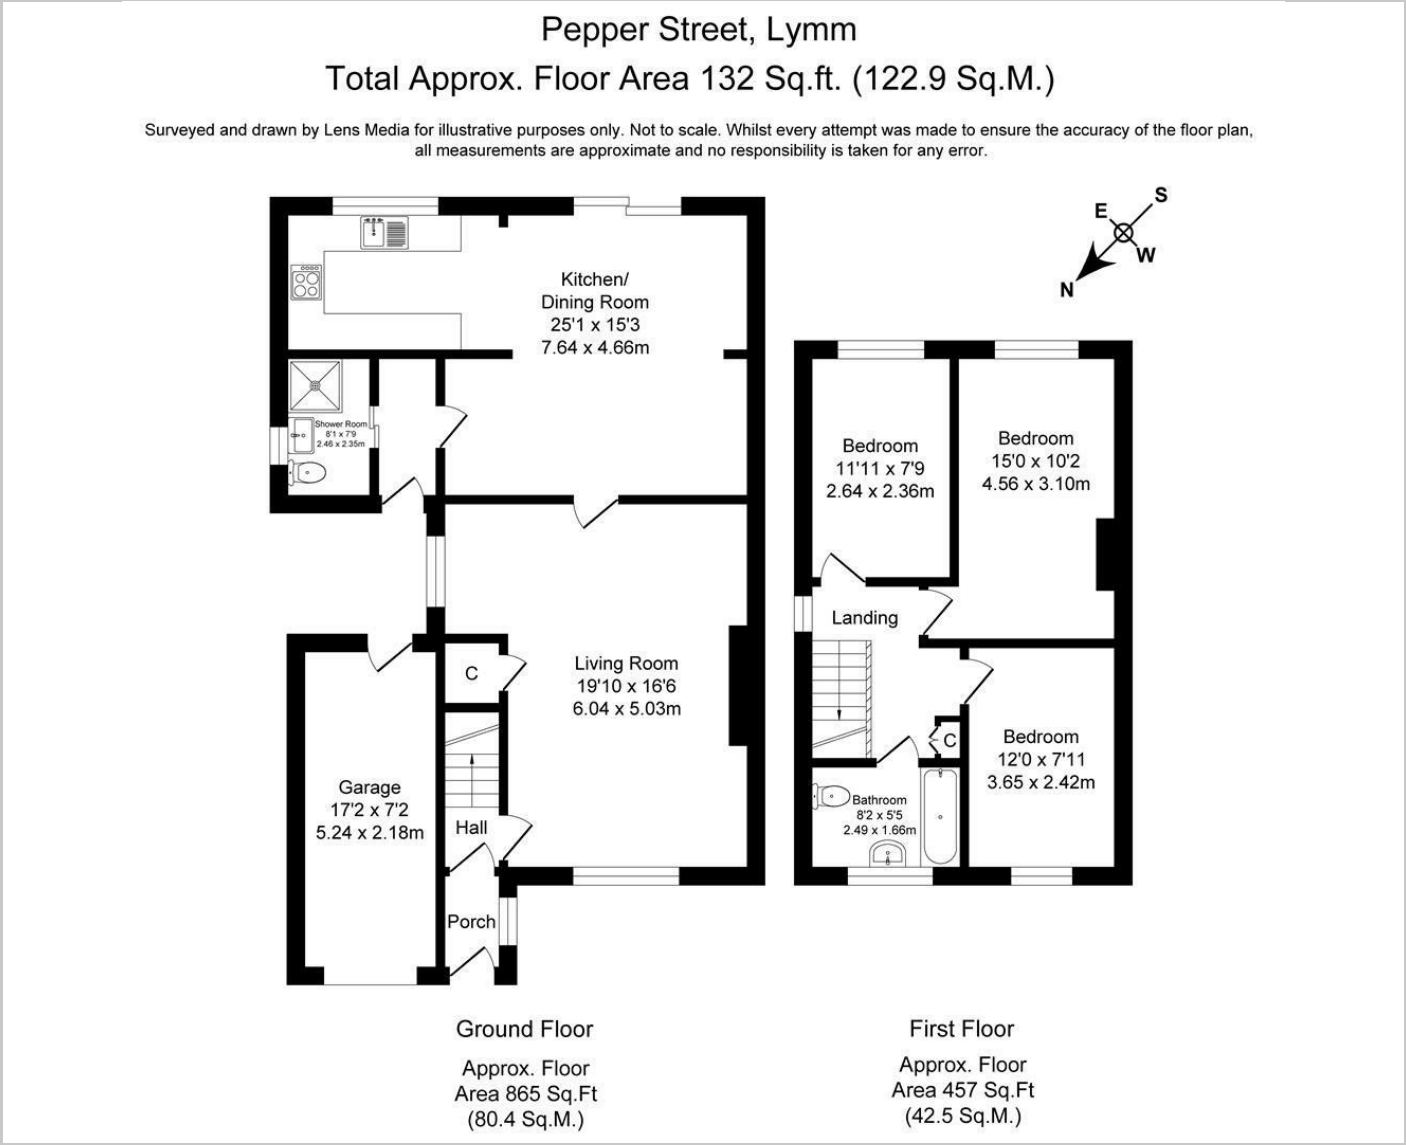 Pepper Street, Lymm
Total Approx. Floor Area 132 Sq.ft. (122.9 Sq.M.)
Surveyed and drawn by Lens Media for illustrative purposes only. Not to scale. Whilst every attempt was made to ensure the accuracy of the floor plan,
all measurements are approximate and no responsibility is taken for any error.
S
E
W
N
Kitchen/
Dining Room
25'1 x 15'3
7.64 x 4.66m
Shower Room
8'1 x 7'9
2.46 x 2.35m
Living Room
19'10 x 16'6
6.04 x 5.03m
C
Garage
17'2 x 7'2
5.24 x 2.18m
Hall
Porch
Bedroom
11'11 x 7'9
2.64 x 2.36m
Bedroom
15'0 x 10'2
4.56 x 3.10m
Landing
C
Bedroom
12'0 x 7'11
3.65 x 2.42m
Bathroom
8'2 x 5'5
2.49 x 1.66m
Ground Floor
Approx. Floor
Area 865 Sq.Ft
(80.4 Sq.M.)
First Floor
Approx. Floor
Area 457 Sq.Ft
(42.5 Sq.M.)